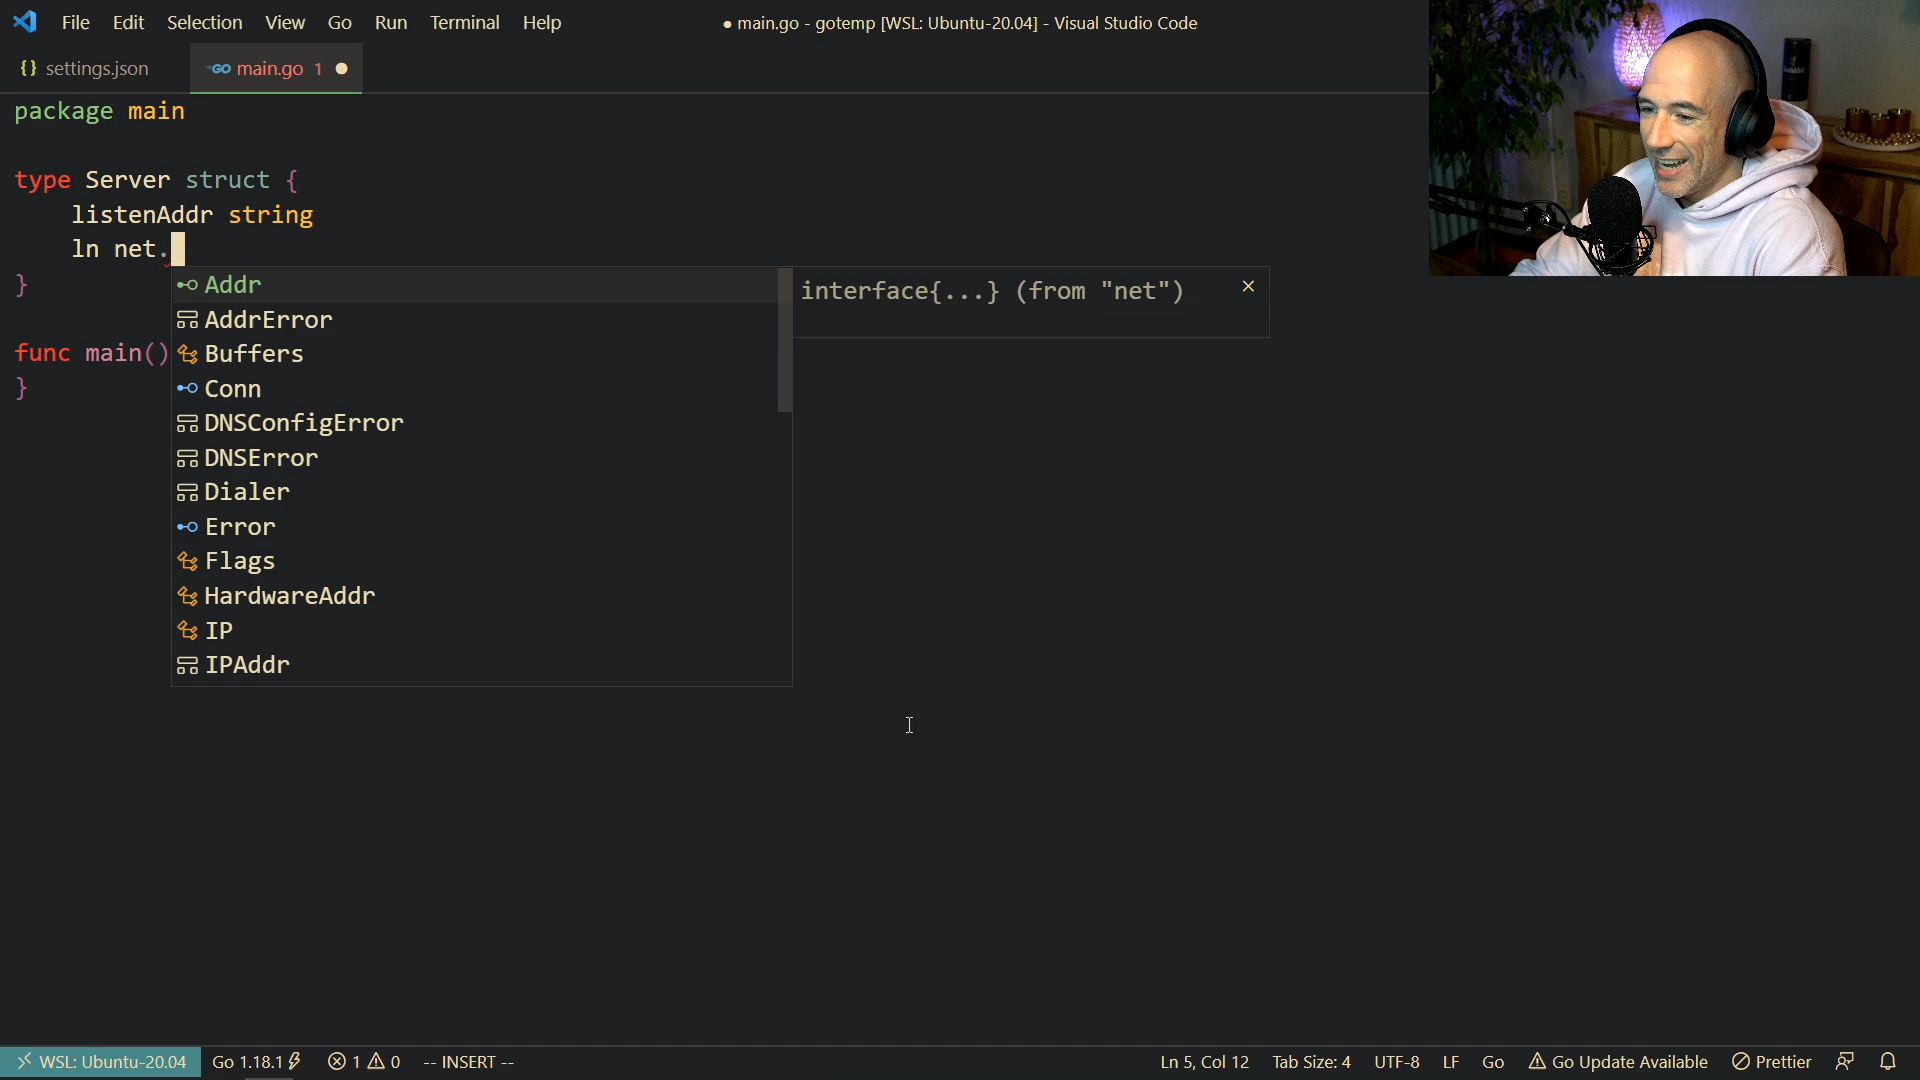 File Edit Selection View Go Run Terminal Help
● main.go - gotemp [WSL: Ubuntu-20.04] - Visual Studio Code
{} settings.json
GO main.go 1 ●
package main
type Server struct {
listenAddr string
ln net.
}
func main()
}
Addr
interface{...} (from "net")
AddrError
Buffers
Conn
DNSConfigError
DNSError
Dialer
Error
Flags
HardwareAddr
IP
IPAddr
WSL: Ubuntu-20.04 Go 1.18.1 1 0 -- INSERT --
Ln 5, Col 12 Tab Size: 4 UTF-8 LF Go Go Update Available Prettier